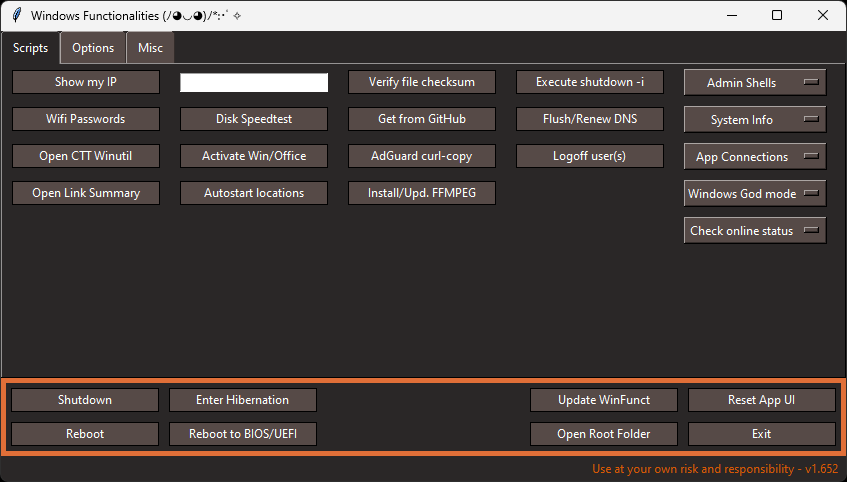 Windows Functionalities (ﾉ◕◡◕)ﾉ*:･ﾟ✧
Scripts Options Misc
Show my IP Verify file checksum Execute shutdown -i Admin Shells
Wifi Passwords Disk Speedtest Get from GitHub Flush/Renew DNS System Info
Open CTT Winutil Activate Win/Office AdGuard curl-copy Logoff user(s) App Connections
Open Link Summary Autostart locations Install/Upd. FFMPEG Windows God mode
Check online status
Shutdown Enter Hibernation Update WinFunct Reset App UI
Reboot Reboot to BIOS/UEFI Open Root Folder Exit
Use at your own risk and responsibility - v1.652